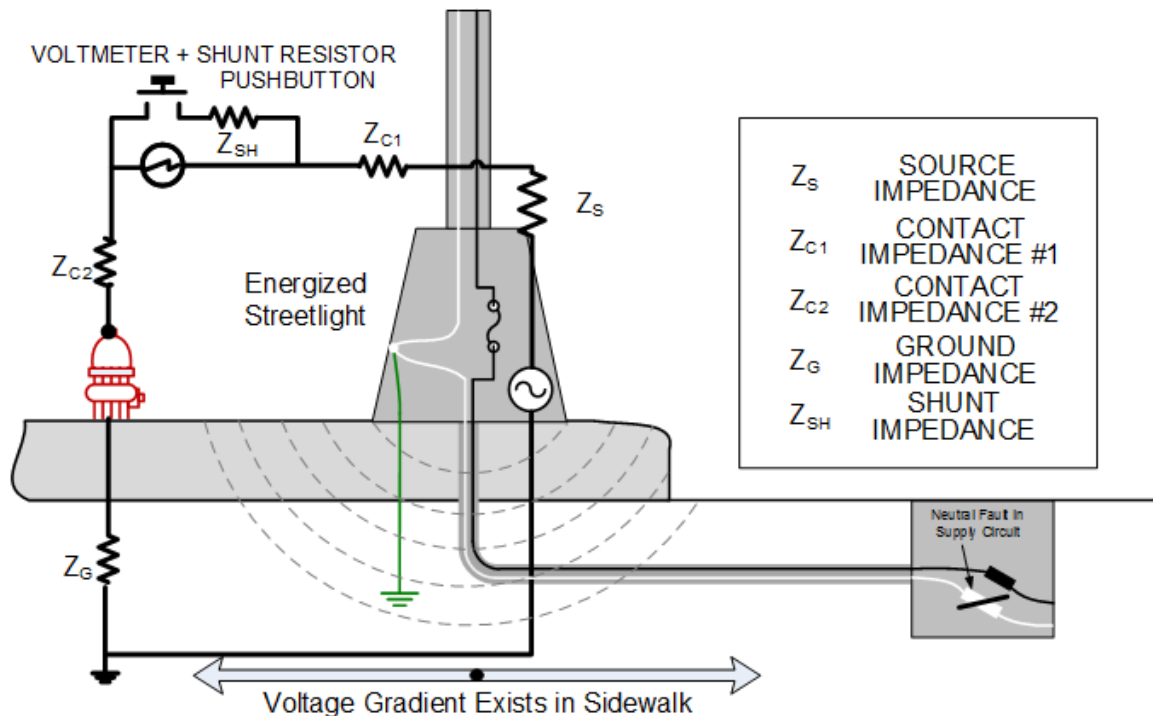 VOLTMETER + SHUNT RESISTOR
PUSHBUTTON
Z_SH
Z_C1
Z_S
Z_C2
Energized
Streetlight
Z_G
Z_S SOURCE
IMPEDANCE
Z_C1 CONTACT
IMPEDANCE #1
Z_C2 CONTACT
IMPEDANCE #2
Z_G GROUND
IMPEDANCE
Z_SH SHUNT
IMPEDANCE
Neutral Fault in
Supply Circuit
Voltage Gradient Exists in Sidewalk